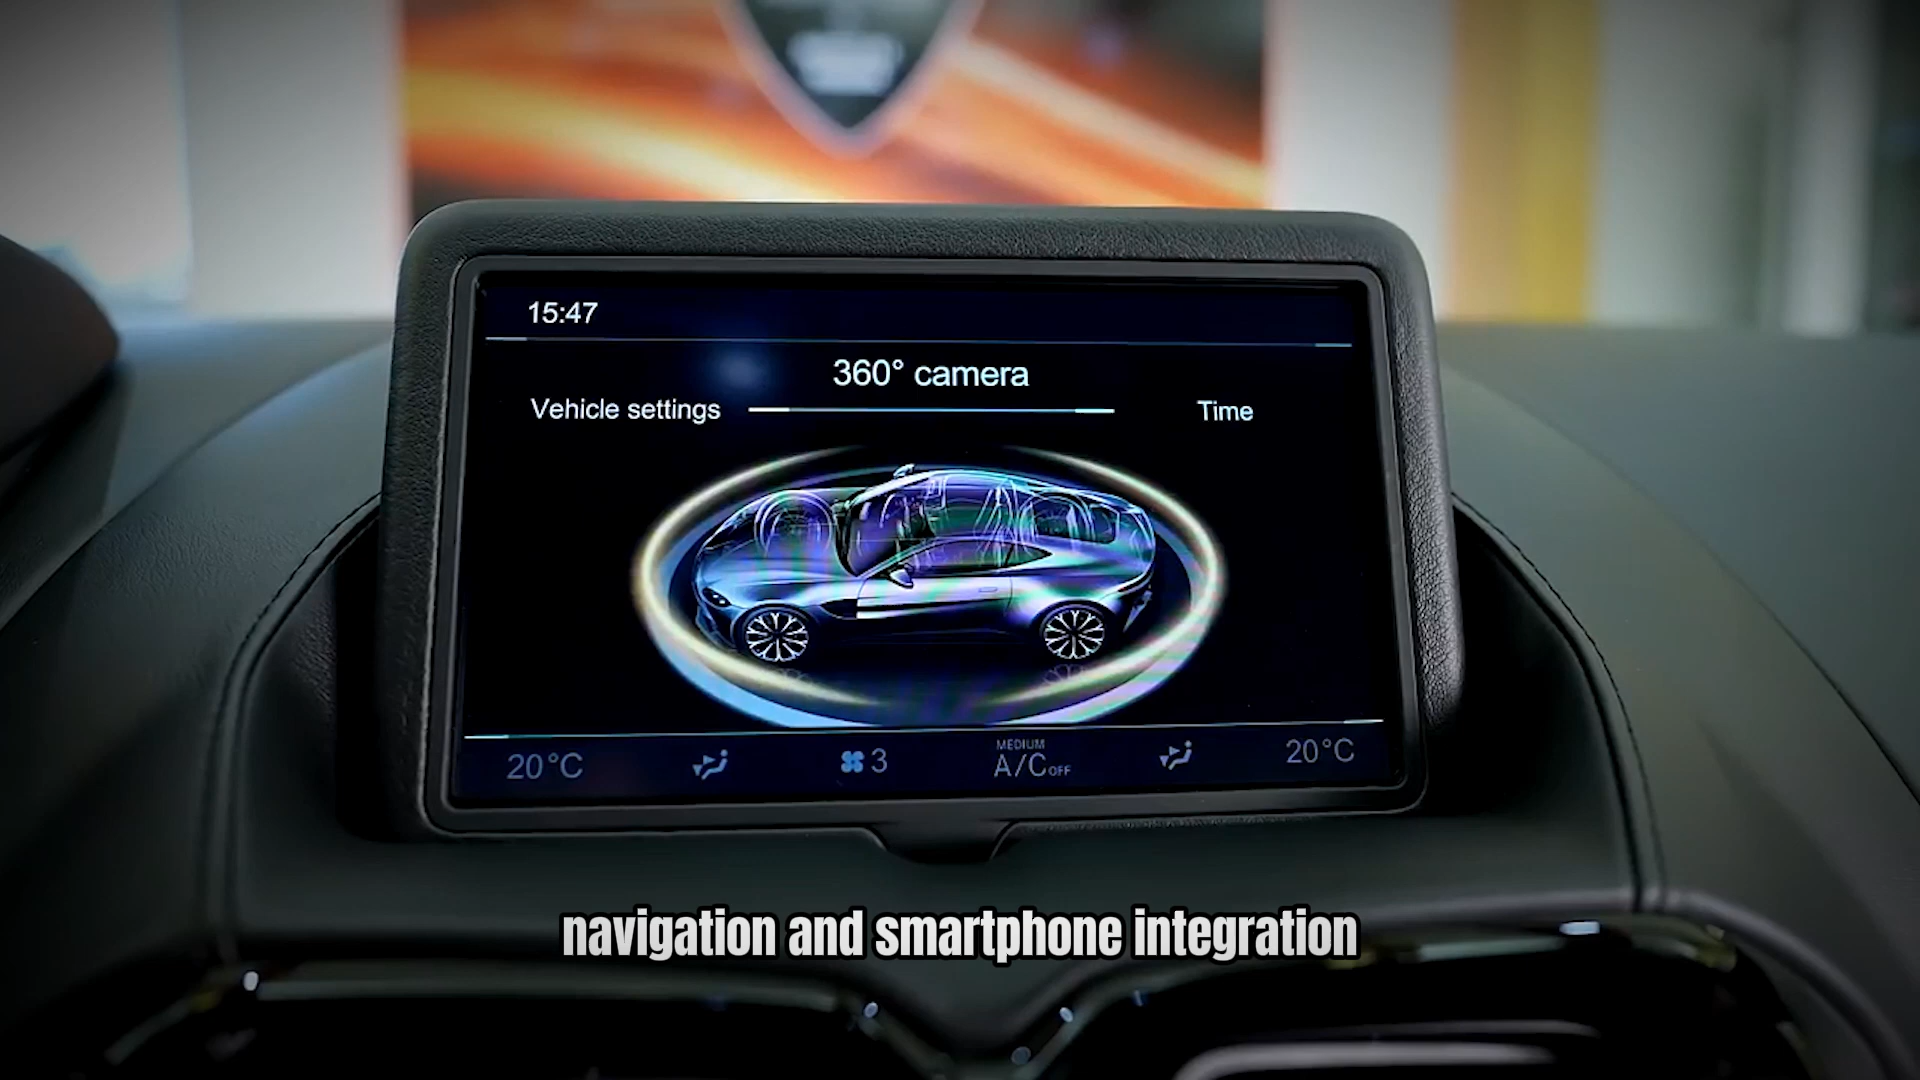 15:47
360° camera
Vehicle settings
Time
20°C
3
MEDIUM
A/C OFF
20°C
navigation and smartphone integration